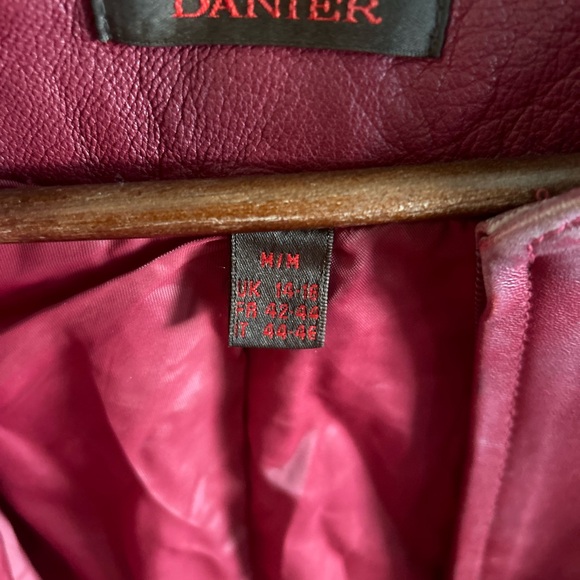 DANIER
M/M
UK 14-16
FR 42-44
IT 44-46